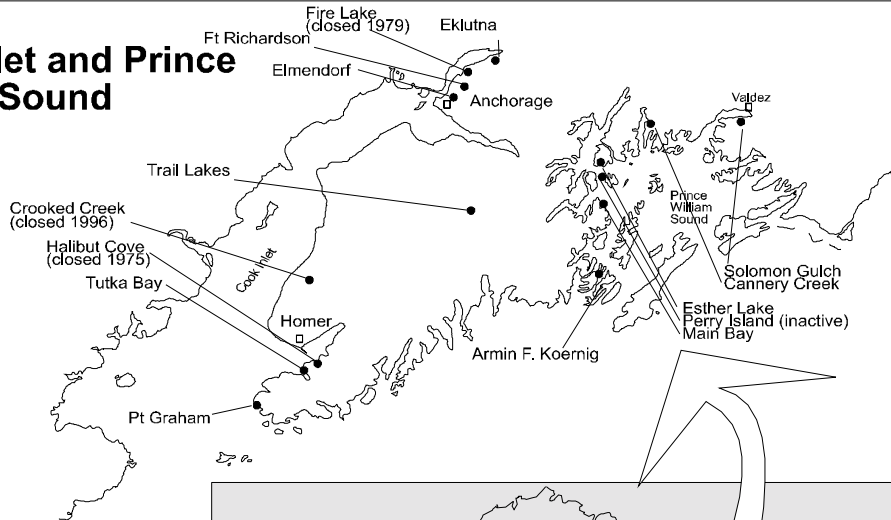 Fire Lake
(closed 1979)
Eklutna
Ft Richardson
let and Prince
Sound
Elmendorf
Anchorage
Valdez
Trail Lakes
Prince
William
Sound
Crooked Creek
(closed 1996)
Halibut Cove
(closed 1975)
Cook Inlet
Tutka Bay
Solomon Gulch
Cannery Creek
Esther Lake
Perry Island (inactive)
Main Bay
Homer
Armin F. Koernig
Pt Graham